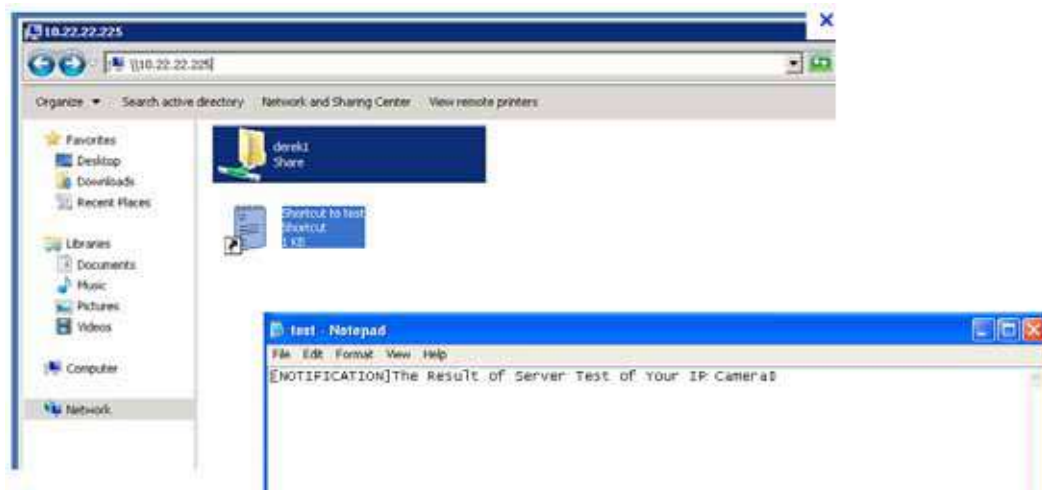 10.22.22.225
\\10.22.22.225
Organize Search active directory Network and Sharing Center View remote printers
Favorites
Desktop
Downloads
Recent Places
Libraries
Documents
Music
Pictures
Videos
Computer
Network
derek1
Share
Shortcut to test
Shortcut
1 KB
test - Notepad
File Edit Format View Help
[NOTIFICATION]The Result of Server Test of Your IP Camera